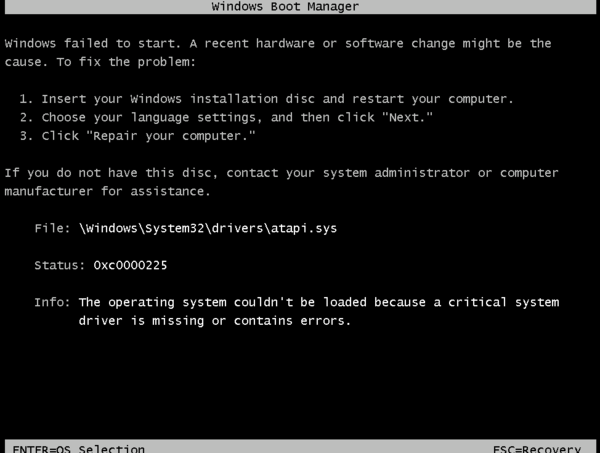 Windows Boot Manager
Windows failed to start. A recent hardware or software change might be the
cause. To fix the problem:
1. Insert your Windows installation disc and restart your computer.
2. Choose your language settings, and then click "Next."
3. Click "Repair your computer."
If you do not have this disc, contact your system administrator or computer
manufacturer for assistance.
File: \Windows\System32\drivers\atapi.sys
Status: 0xc0000225
Info: The operating system couldn't be loaded because a critical system
driver is missing or contains errors.
ENTER=OS Selection ESC=Recovery